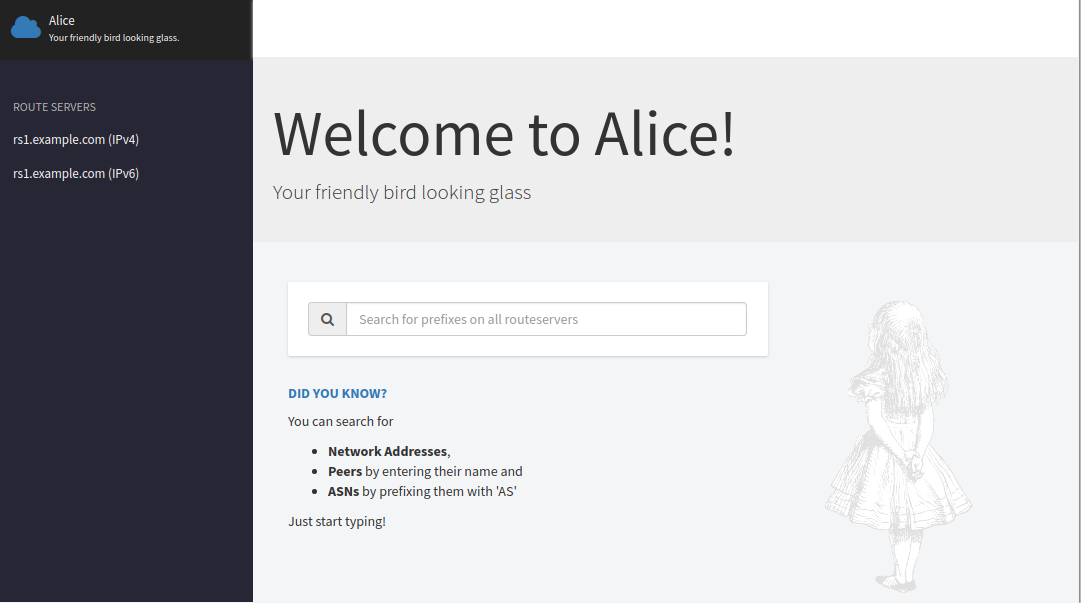 Alice
Your friendly bird looking glass.
ROUTE SERVERS
rs1.example.com (IPv4)
rs1.example.com (IPv6)
Welcome to Alice!
Your friendly bird looking glass
Search for prefixes on all routeservers
DID YOU KNOW?
You can search for
• Network Addresses,
• Peers by entering their name and
• ASNs by prefixing them with 'AS'
Just start typing!